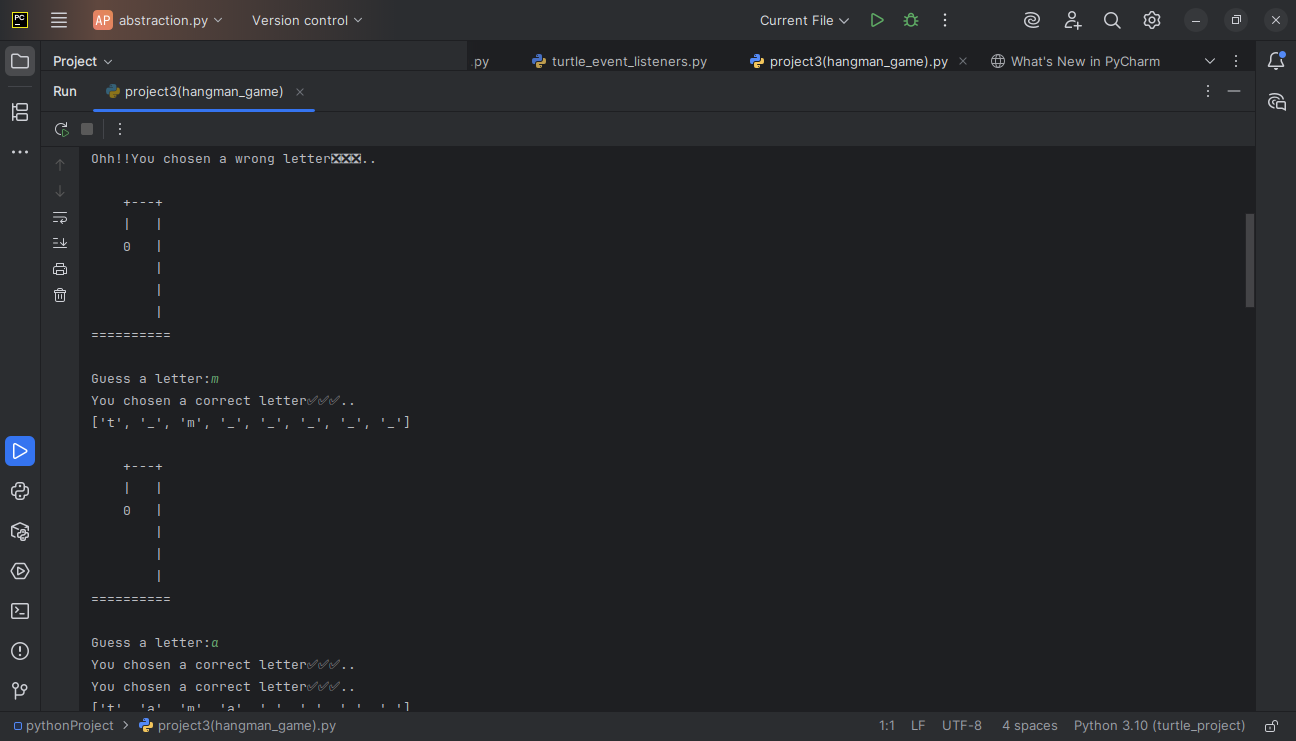 PC
AP abstraction.py
Version control
Current File
Project
.py
turtle_event_listeners.py
project3(hangman_game).py
What's New in PyCharm
Run
project3(hangman_game)
Ohh!!You chosen a wrong letter❎❎❎..
    +---+
    |   |
    0   |
        |
        |
        |
==========
Guess a letter:m
You chosen a correct letter✅✅✅..
['t', '_', 'm', '_', '_', '_', '_', '_']
    +---+
    |   |
    0   |
        |
        |
        |
==========
Guess a letter:a
You chosen a correct letter✅✅✅..
You chosen a correct letter✅✅✅..
['t', 'a', 'm', 'a', '_', '_', '_', '_']
pythonProject > project3(hangman_game).py
1:1
LF
UTF-8
4 spaces
Python 3.10 (turtle_project)